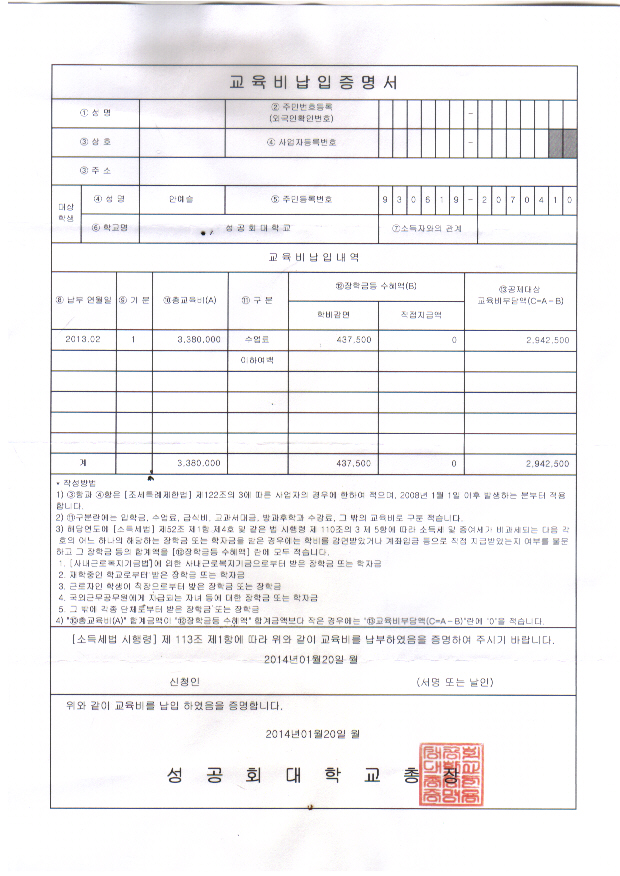 교육비납입증명서
① 성 명 ② 주민번호등록 (외국인확인번호) -
③ 상 호 ④ 사업자등록번호 -
③ 주 소
대상 학생 ④ 성 명 안예슬 ⑤ 주민등록번호 930619-2070410
⑥ 학교명 성공회대학교 ⑦소득자와의 관계
교육비납입내역
⑧ 납부 연월일 ⑨ 기 본 ⑩총교육비(A) ⑪ 구 본 ⑫장학금등 수혜액(B) ⑬공제대상 교육비부담액(C=A-B)
학비감면 직접지급액
2013.02 1 3,380,000 수업료 437,500 0 2,942,500
이하여백
계 3,380,000 437,500 0 2,942,500
* 작성방법
1) ③항과 ④항은 [조세특례제한법] 제122조의 3에 따른 사업자의 경우에 한하여 적으며, 2008년 1월 1일 이후 발생하는 본부터 적용
합니다.
2) ⑪구본란에는 입학금, 수업료, 급식비, 교과서대금, 방과후학과 수강료, 그 밖의 교육비로 구분 적습니다.
3) 해당연도에 [소득세법] 제52조 제1항 제4호 및 같은 법 시행령 제 110조의 3 제 5항에 따라 소득세 및 증여세가 비과세되는 다음 각
호의 어느 하나의 해당하는 장학금 또는 학자금을 받은 경우에는 학비를 감면받았거나 계좌입금 등으로 직접 지급받았는지 여부를 불문
하고 그 장학금 등의 합계액을 [⑫장학금등 수혜액] 란에 모두 적습니다.
1. [사내근로복지기금법]에 위한 사내근로복지기금으로부터 받은 장학금 또는 학자금
2. 재학중인 학교로부터 받은 장학금 또는 학자금
3. 근로자인 학생이 직장으로부터 받은 장학금 또는 장학금
4. 국외근무공무원에게 지급되는 자녀 등에 대한 장학금 또는 학자금
5. 그 밖에 각종 단체로부터 받은 장학금 또는 장학금
4) "⑩총교육비(A)" 합계금액이 "⑫장학금등 수혜액" 합계금액보다 작은 경우에는 "⑬교육비부담액(C=A-B)"란에 '0'을 적습니다.
[소득세법 시행령] 제 113조 제1항에 따라 위와 같이 교육비를 납부하였음을 증명하여 주시기 바랍니다.
2014년01월20일 월
신청인 (서명 또는 날인)
위와 같이 교육비를 납입 하였음을 증명합니다.
2014년01월20일 월
성공회대학교총장